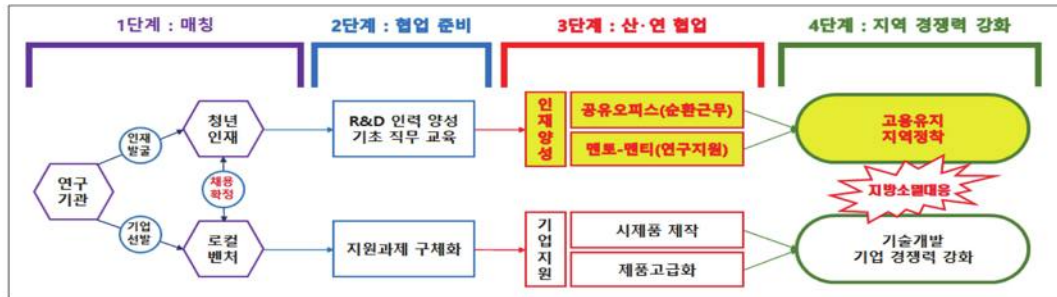 1단계 : 매칭
2단계 : 협업 준비
3단계 : 산·연 협업
4단계 : 지역 경쟁력 강화
연구
기관
인재
발굴
기업
선발
청년
인재
채용
확정
로컬
벤처
R&D 인력 양성
기초 직무 교육
지원과제 구체화
인
재
양
성
공유오피스(순환근무)
멘토-멘티(연구지원)
기
업
지
원
시제품 제작
제품고급화
고용유지
지역정착
지방소멸대응
기술개발
기업 경쟁력 강화